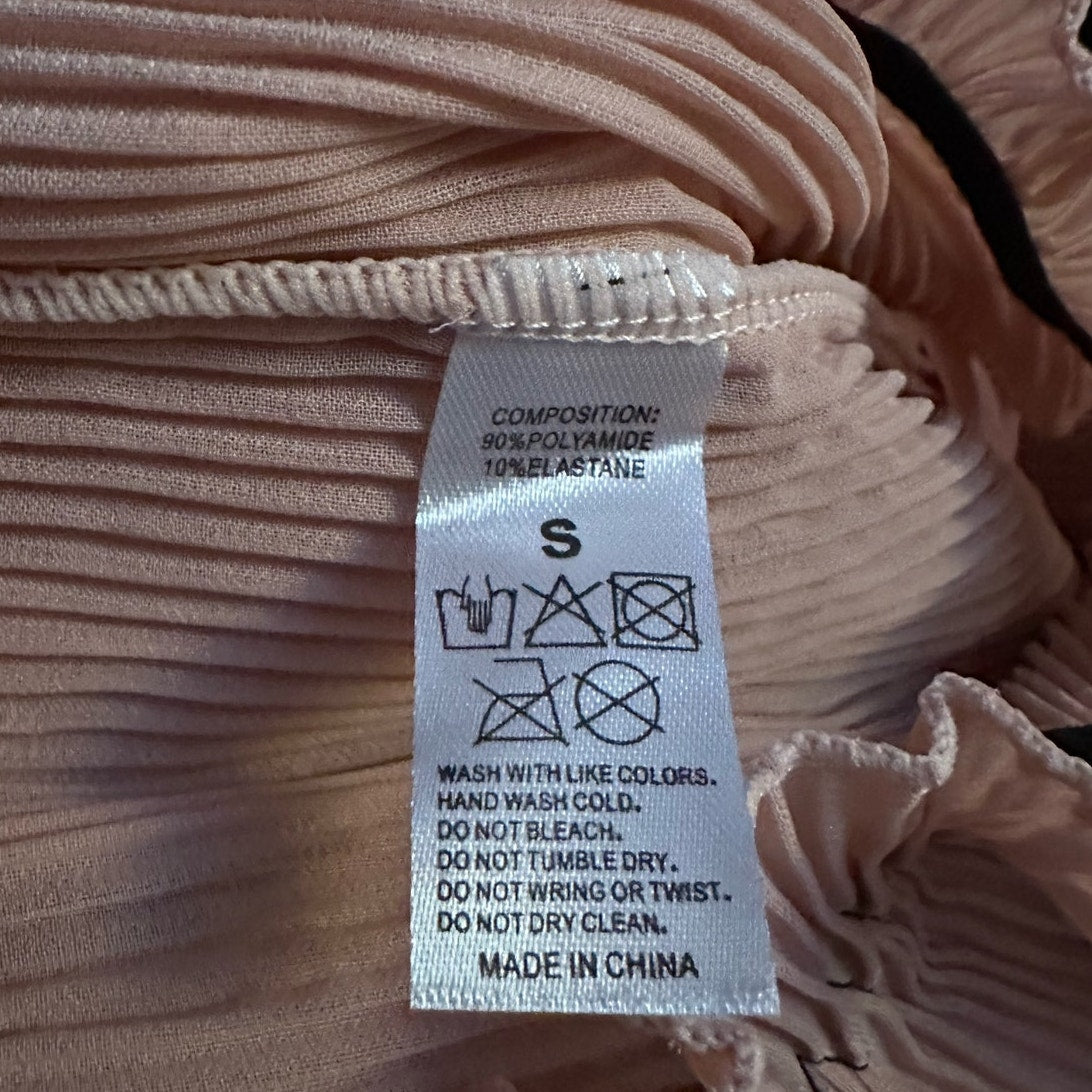 COMPOSITION:
90%POLYAMIDE
10%ELASTANE
S
WASH WITH LIKE COLORS.
HAND WASH COLD.
DO NOT BLEACH.
DO NOT TUMBLE DRY.
DO NOT WRING OR TWIST.
DO NOT DRY CLEAN.
MADE IN CHINA